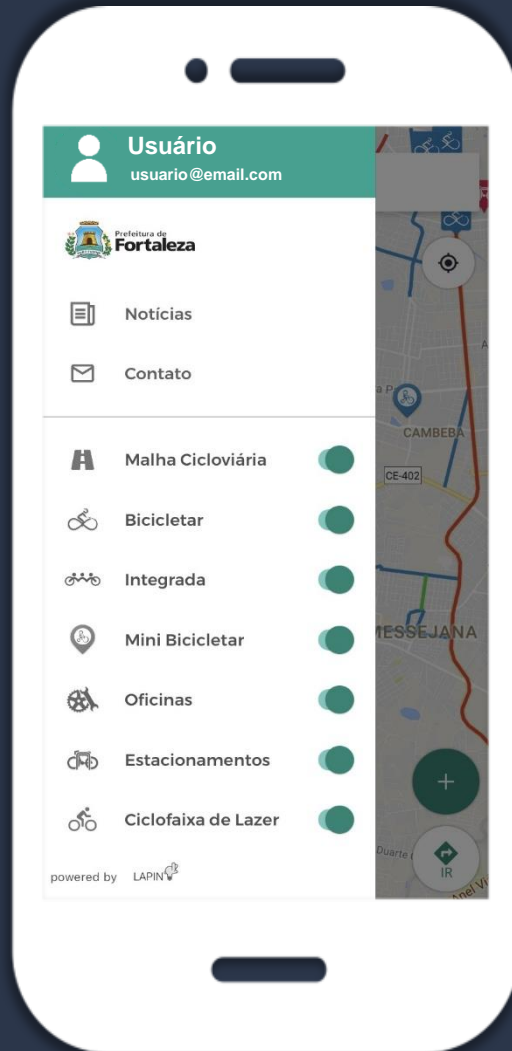 Usuário
usuario@email.com
Prefeitura de
Fortaleza
Notícias
Contato
Malha Cicloviária
Bicicletar
Integrada
Mini Bicicletar
Oficinas
Estacionamentos
Ciclofaixa de Lazer
powered by LAPIN
CAMBEBA
CE-402
MESSEJANA
IR